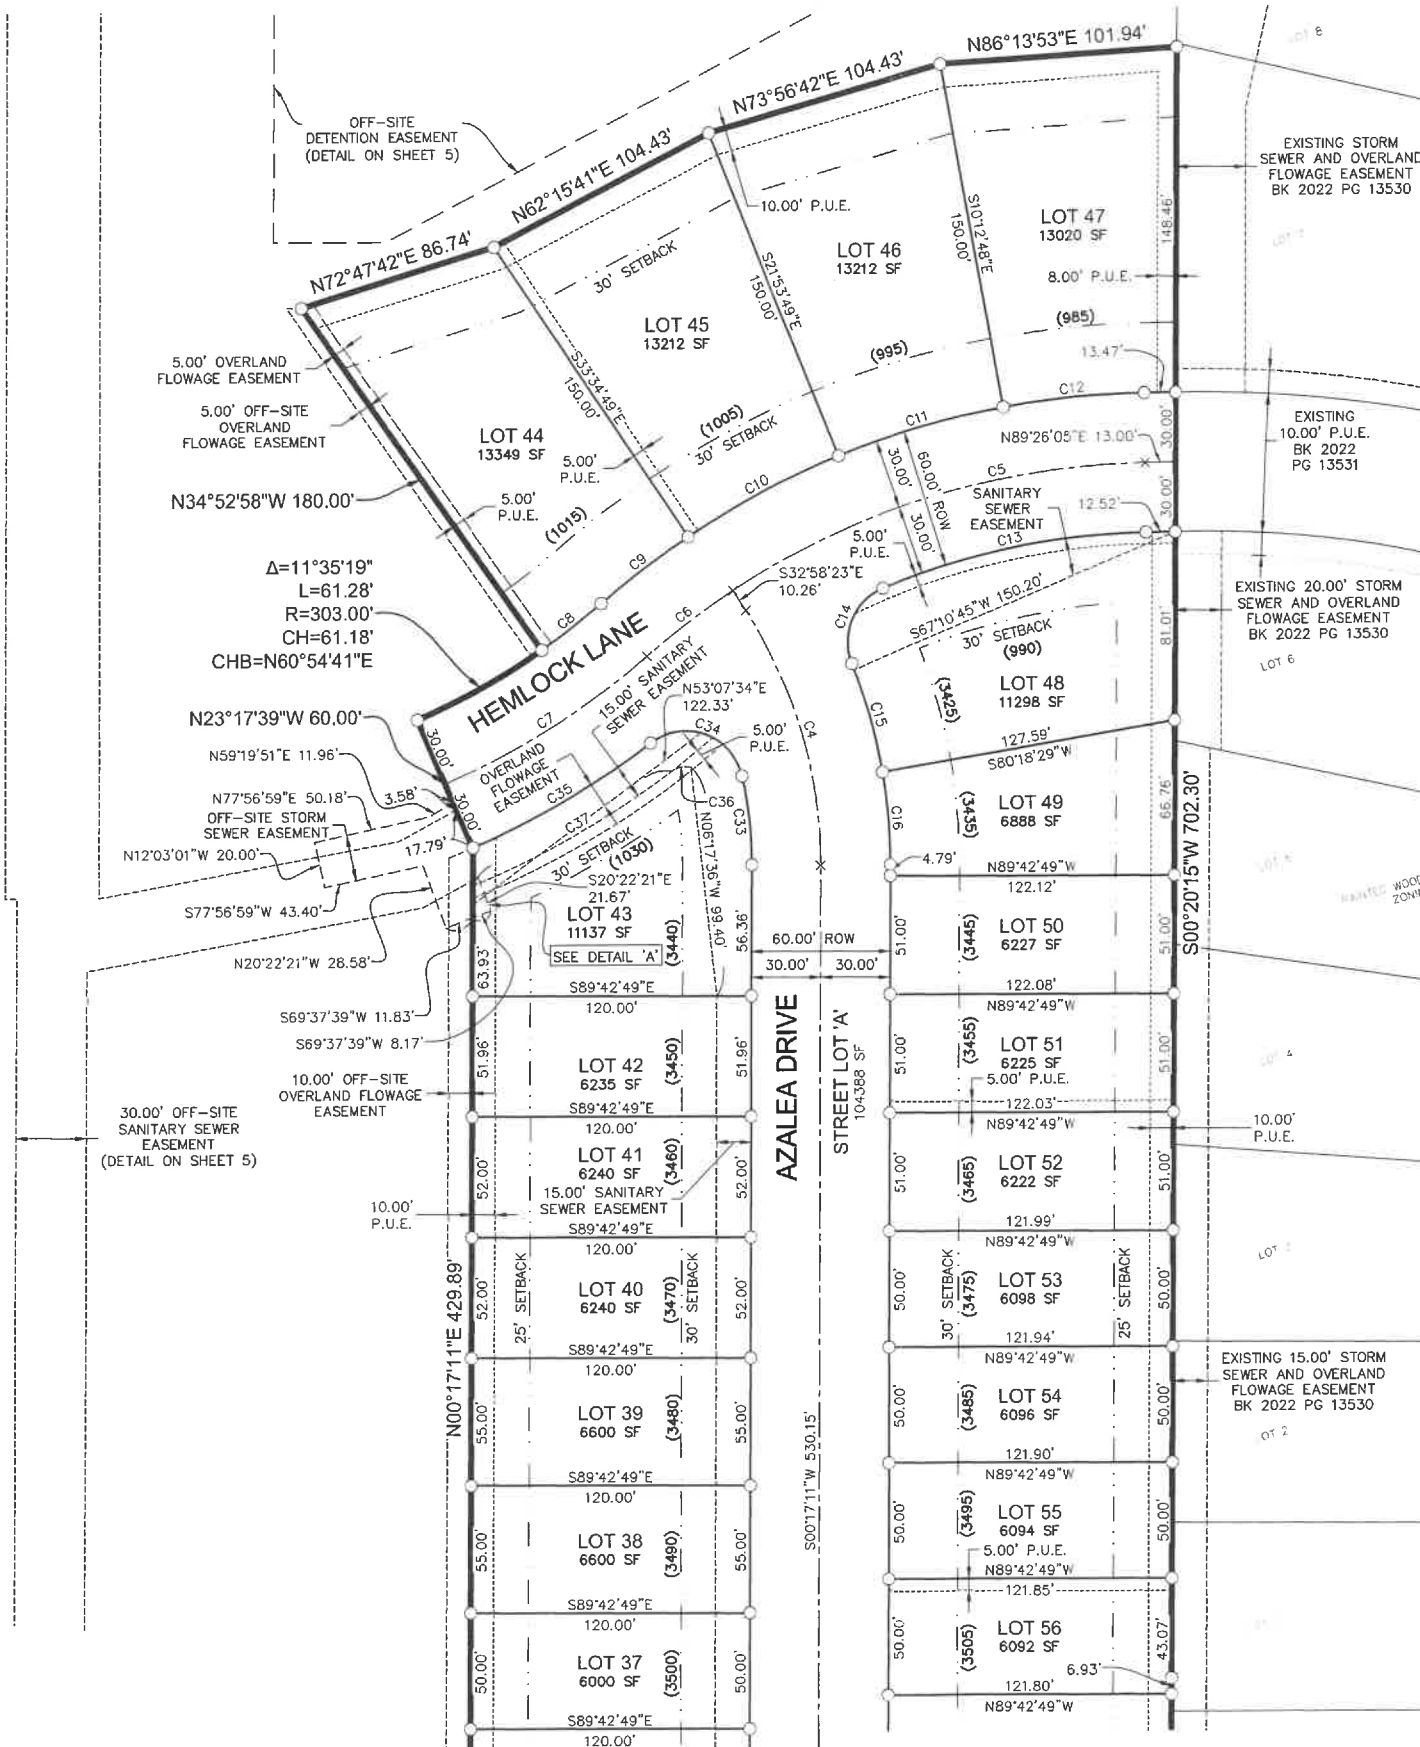 N86°13'53"E 101.94'
LOT 8
N73°56'42"E 104.43'
OFF-SITE
DETENTION EASEMENT
(DETAIL ON SHEET 5)
N62°15'41"E 104.43'
EXISTING STORM
SEWER AND OVERLAND
FLOWAGE EASEMENT
BK 2022 PG 13530
10.00' P.U.E.
N72°47'42"E 86.74'
30' SETBACK
LOT 47
13020 SF
148.46'
S10°12'48"E
150.00'
LOT 46
13212 SF
S21°53'49"E
150.00'
8.00' P.U.E.
LOT 45
13212 SF
(985)
(995)
13.47'
5.00' OVERLAND
FLOWAGE EASEMENT
5.00' OFF-SITE
OVERLAND
FLOWAGE EASEMENT
S33°34'49"E
150.00'
C12
C11
(1005)
30' SETBACK
LOT 44
13349 SF
5.00'
P.U.E.
N89°26'05"E 13.00'
30.00'
EXISTING
10.00' P.U.E.
BK 2022
PG 13531
N34°52'58"W 180.00'
5.00'
P.U.E.
(1015)
C10
30.00'
60.00' ROW
30.00'
C5
SANITARY
SEWER
EASEMENT
12.52'
30.00'
C13
5.00'
P.U.E.
Δ=11°35'19"
L=61.28'
R=303.00'
CH=61.18'
CHB=N60°54'41"E
C9
C8
S32°58'23"E
10.26'
C14
S67°10'45"W 150.20'
30' SETBACK
(990)
81.01'
EXISTING 20.00' STORM
SEWER AND OVERLAND
FLOWAGE EASEMENT
BK 2022 PG 13530
LOT 6
C6
HEMLOCK LANE
15.00' SANITARY
SEWER EASEMENT
N53°07'34"E
122.33'
LOT 48
11298 SF
(3425)
N23°17'39"W 60.00'
30.00'
C7
C34
5.00'
P.U.E.
C4
C15
127.59'
S80°18'29"W
N59°19'51"E 11.96'
OVERLAND
FLOWAGE
EASEMENT
C35
N77°56'59"E 50.18'
3.58'
30.00'
OFF-SITE STORM
SEWER EASEMENT
C36
C37
C33
C16
(3435)
LOT 49
6888 SF
66.76'
S00°20'15"W 702.30'
N12°03'01"W 20.00'
17.79'
30' SETBACK
(1030)
N06°17'36"W 99.40'
4.79'
N89°42'49"W
122.12'
S20°22'21"E
21.67'
S77°56'59"W 43.40'
LOT 43
11137 SF
(3440)
56.36'
SEE DETAIL 'A'
60.00' ROW
30.00'
30.00'
51.00'
(3445)
LOT 50
6227 SF
51.00'
N20°22'21"W 28.58'
63.93'
S89°42'49"E
120.00'
122.08'
N89°42'49"W
S69°37'39"W 11.83'
S69°37'39"W 8.17'
51.96'
LOT 42
6235 SF
(3450)
51.96'
AZALEA DRIVE
STREET LOT 'A'
104388 SF
51.00'
(3455)
LOT 51
6225 SF
51.00'
LOT 4
5.00' P.U.E.
10.00' OFF-SITE
OVERLAND FLOWAGE
EASEMENT
S89°42'49"E
120.00'
122.03'
N89°42'49"W
10.00'
P.U.E.
30.00' OFF-SITE
SANITARY SEWER
EASEMENT
(DETAIL ON SHEET 5)
52.00'
LOT 41
6240 SF
(3460)
52.00'
15.00' SANITARY
SEWER EASEMENT
51.00'
(3465)
LOT 52
6222 SF
51.00'
10.00'
P.U.E.
121.99'
S89°42'49"E
120.00'
N89°42'49"W
N00°17'11"E 429.89'
52.00'
25' SETBACK
LOT 40
6240 SF
(3470)
30' SETBACK
52.00'
50.00'
30' SETBACK
(3475)
LOT 53
6098 SF
25' SETBACK
50.00'
121.94'
N89°42'49"W
S89°42'49"E
120.00'
EXISTING 15.00' STORM
SEWER AND OVERLAND
FLOWAGE EASEMENT
BK 2022 PG 13530
55.00'
LOT 39
6600 SF
(3480)
55.00'
S00°17'11"W 530.15'
50.00'
(3485)
LOT 54
6096 SF
50.00'
121.90'
N89°42'49"W
OT 2
S89°42'49"E
120.00'
55.00'
LOT 38
6600 SF
(3490)
55.00'
50.00'
(3495)
LOT 55
6094 SF
50.00'
5.00' P.U.E.
N89°42'49"W
121.85'
S89°42'49"E
120.00'
50.00'
LOT 37
6000 SF
(3500)
50.00'
50.00'
(3505)
LOT 56
6092 SF
43.07'
6.93'
121.80'
N89°42'49"W
S89°42'49"E
120.00'